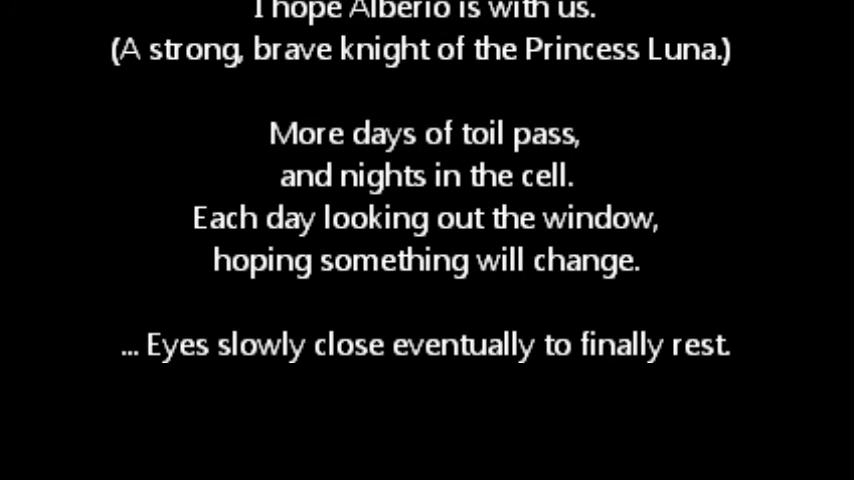 I hope Alberio is with us.
(A strong, brave knight of the Princess Luna.)
More days of toil pass,
and nights in the cell.
Each day looking out the window,
hoping something will change.
... Eyes slowly close eventually to finally rest.